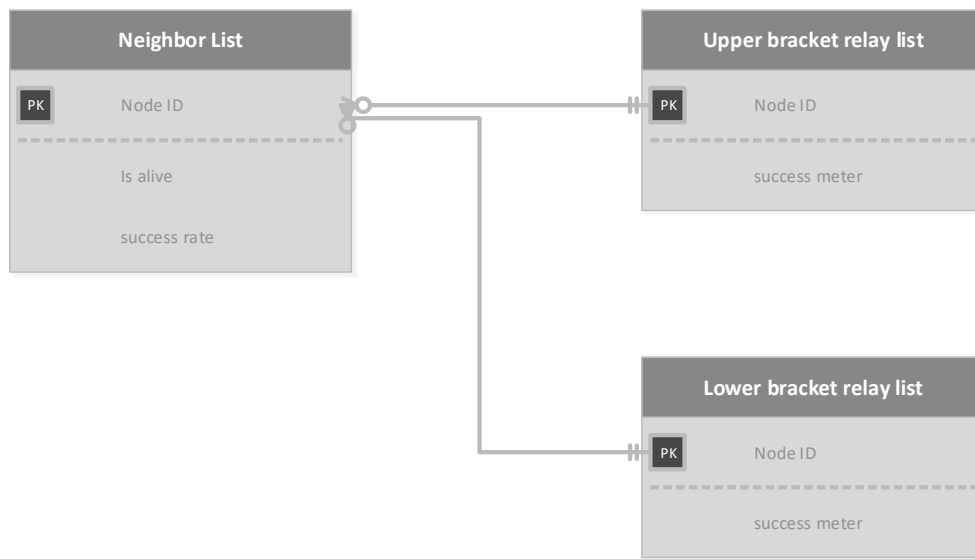 Neighbor List
PK Node ID
Is alive
success rate
Upper bracket relay list
PK Node ID
success meter
Lower bracket relay list
PK Node ID
success meter